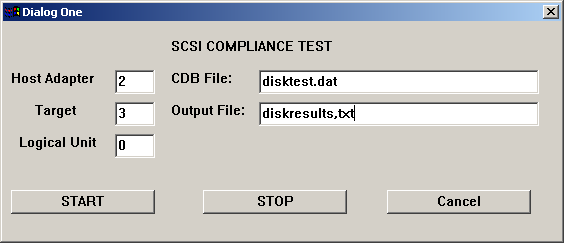 Dialog One
SCSI COMPLIANCE TEST
Host Adapter 2 CDB File: disktest.dat
Target 3 Output File: diskresults,txt
Logical Unit 0
START STOP Cancel